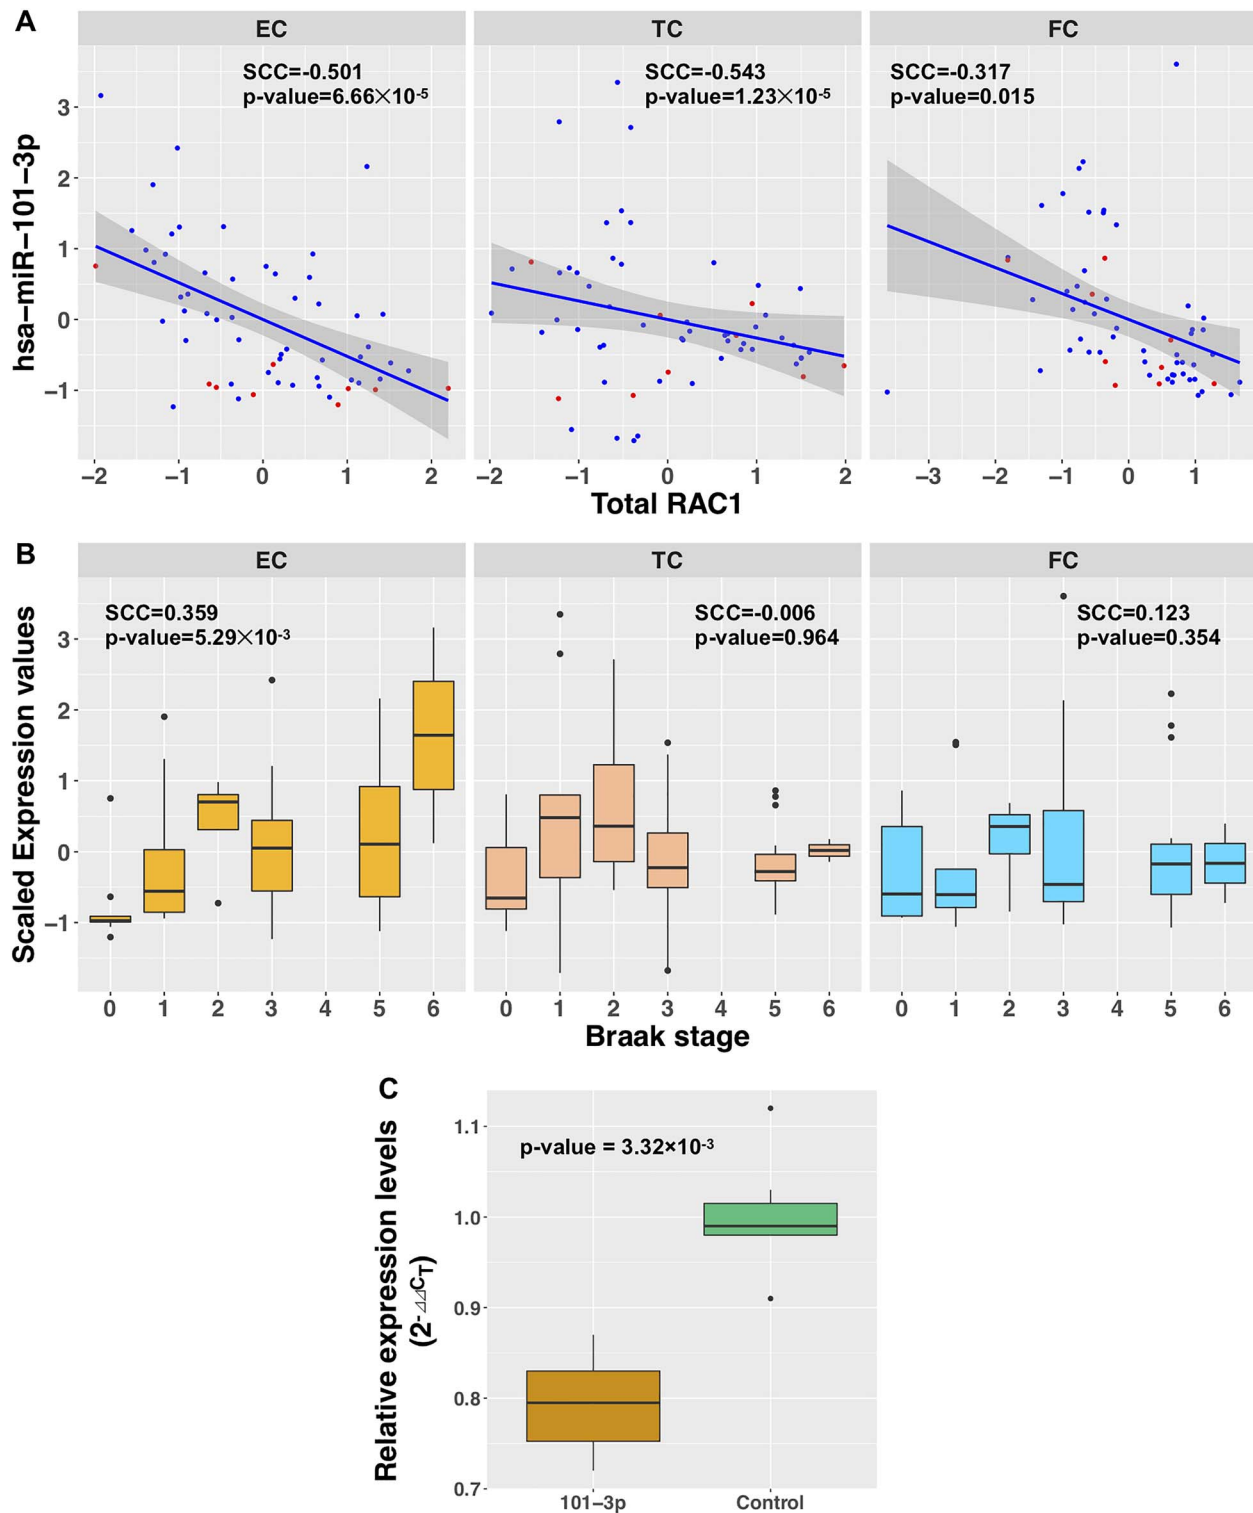 A
EC
TC
FC
SCC=-0.501
p-value=6.66×10-5
SCC=-0.543
p-value=1.23×10-5
SCC=-0.317
p-value=0.015
hsa−miR−101−3p
3
2
1
0
−1
−2 −1 0 1 2
−2 −1 0 1 2
−3 −2 −1 0 1
Total RAC1
B
EC
TC
FC
SCC=0.359
p-value=5.29×10-3
SCC=-0.006
p-value=0.964
SCC=0.123
p-value=0.354
Scaled Expression values
3
2
1
0
−1
0 1 2 3 4 5 6
0 1 2 3 4 5 6
0 1 2 3 4 5 6
Braak stage
C
p-value = 3.32×10-3
Relative expression levels
(2-⊿⊿CT)
1.1
1.0
0.9
0.8
0.7
101−3p
Control